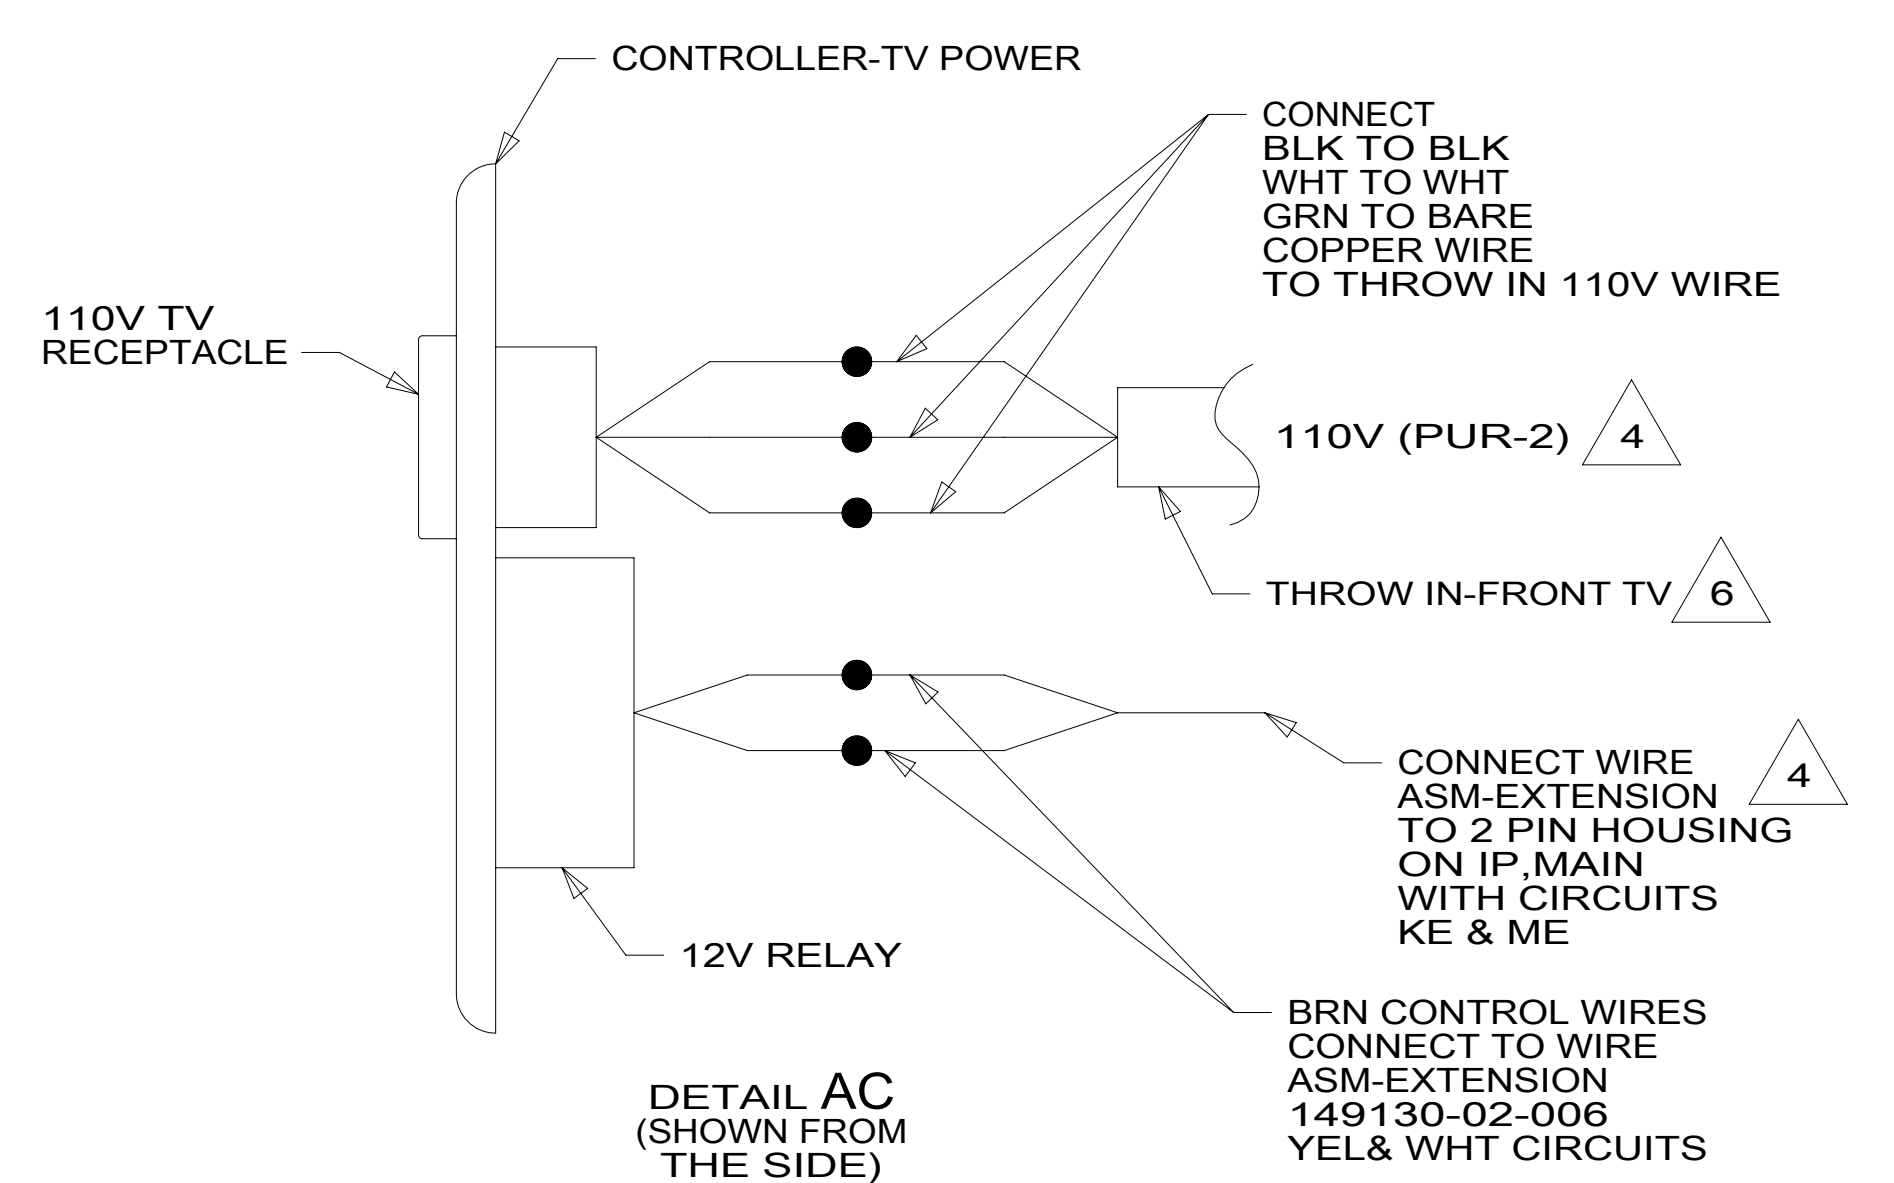 CONTROLLER-TV POWER
CONNECT
BLK TO BLK
WHT TO WHT
GRN TO BARE
COPPER WIRE
TO THROW IN 110V WIRE
110V TV
RECEPTACLE
110V (PUR-2) 4
THROW IN-FRONT TV 6
CONNECT WIRE
ASM-EXTENSION 4
TO 2 PIN HOUSING
ON IP,MAIN
WITH CIRCUITS
KE & ME
12V RELAY
BRN CONTROL WIRES
CONNECT TO WIRE
ASM-EXTENSION
149130-02-006
YEL& WHT CIRCUITS
DETAIL AC
(SHOWN FROM
THE SIDE)